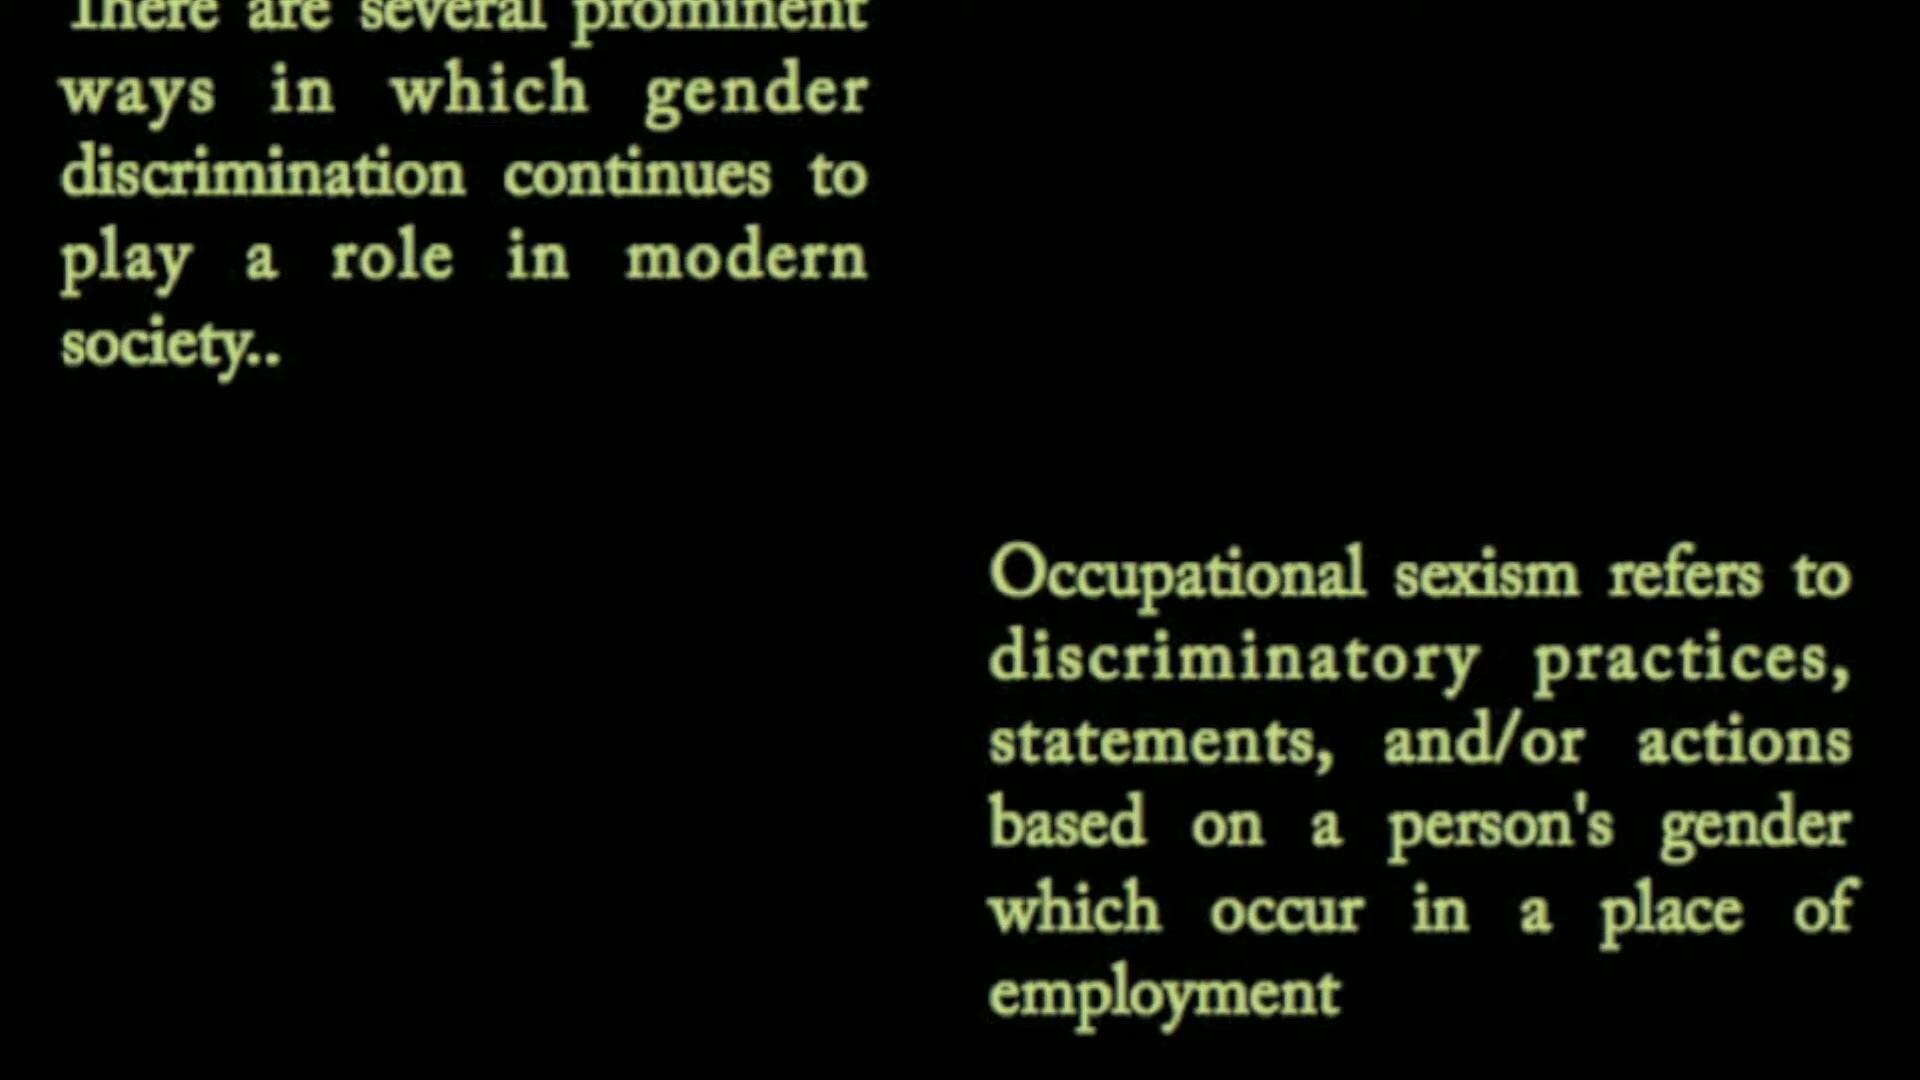 There are several prominent
ways in which gender
discrimination continues to
play a role in modern
society..
Occupational sexism refers to
discriminatory practices,
statements, and/or actions
based on a person's gender
which occur in a place of
employment